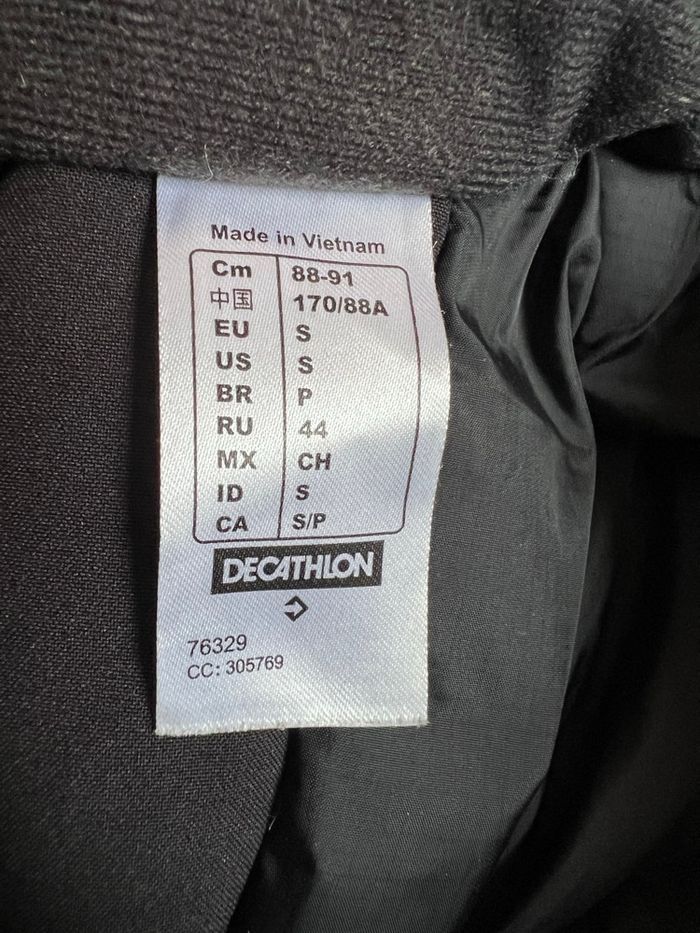 Made in Vietnam
Cm 88-91
中国 170/88A
EU S
US S
BR P
RU 44
MX CH
ID S
CA S/P
DECATHLON
76329
CC: 305769